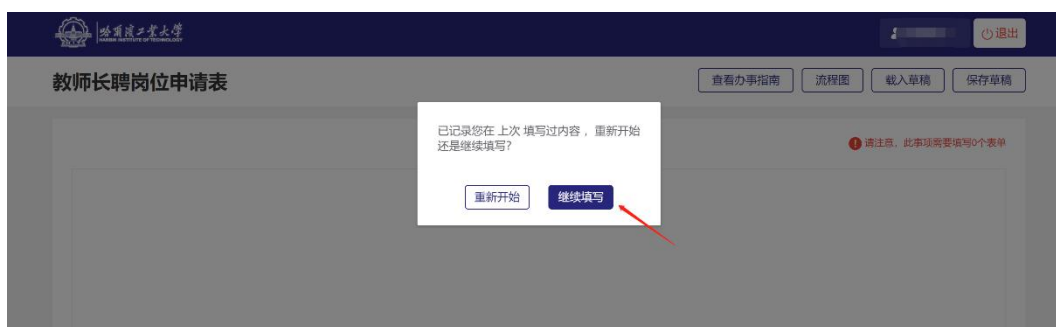 哈爾濱工業大學
HARBIN INSTITUTE OF TECHNOLOGY
退出
教师长聘岗位申请表
查看办事指南
流程图
载入草稿
保存草稿
已记录您在 上次 填写过内容 ，重新开始
还是继续填写？
请注意，此事项需要填写0个表单
重新开始
继续填写